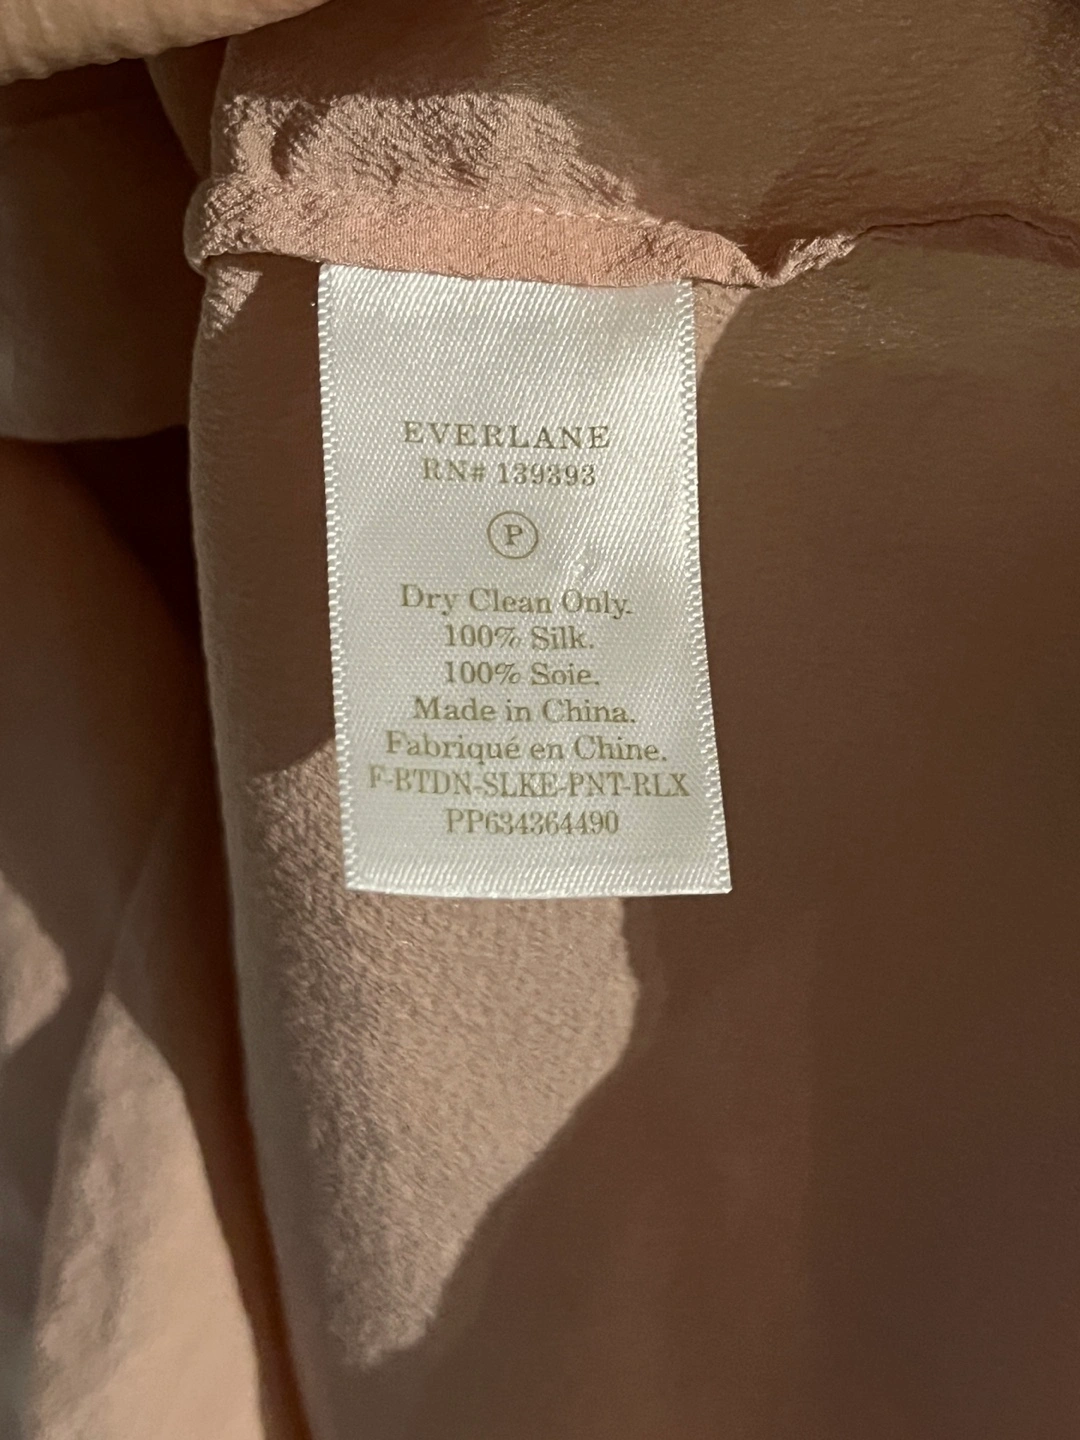 EVERLANE
RN# 139393
P
Dry Clean Only.
100% Silk.
100% Soie.
Made in China.
Fabriqué en Chine.
F-BTDN-SLKE-PNT-RLX
PP634364490